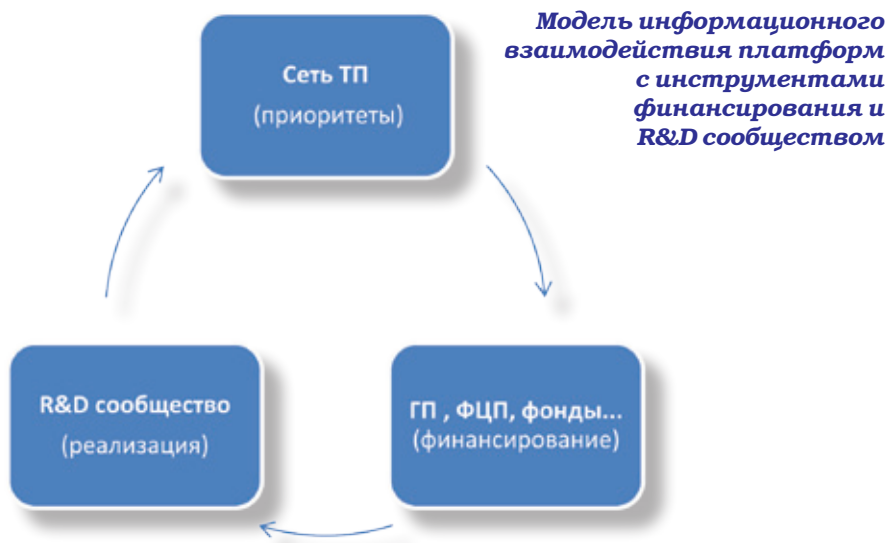 Модель информационного
взаимодействия платформ
с инструментами
финансирования и
R&D сообществом
Сеть ТП
(приоритеты)
R&D сообщество
(реализация)
ГП , ФЦП, фонды...
(финансирование)